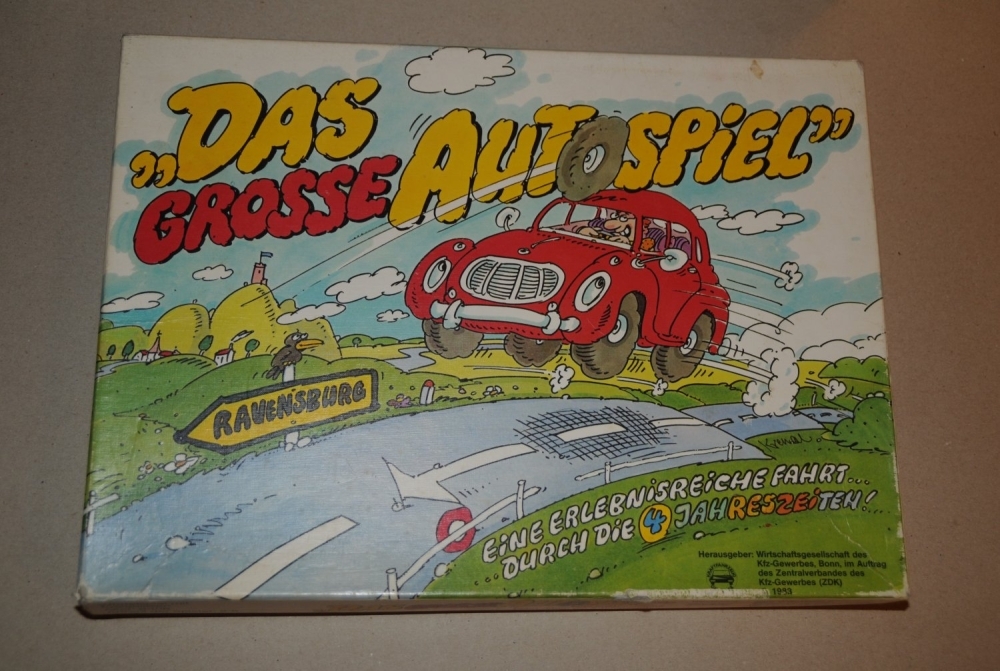 „DAS
GROSSE AUTOSPiEL”
RAVENSBURG
EiNE ERLEBNiSREiCHE FAHRT...
...DURCH DiE 4 JAHRESZEiTEN!
Herausgeber: Wirtschaftsgesellschaft des
Kfz-Gewerbes, Bonn, im Auftrag
des Zentralverbandes des
Kfz-Gewerbes (ZDK)
1983